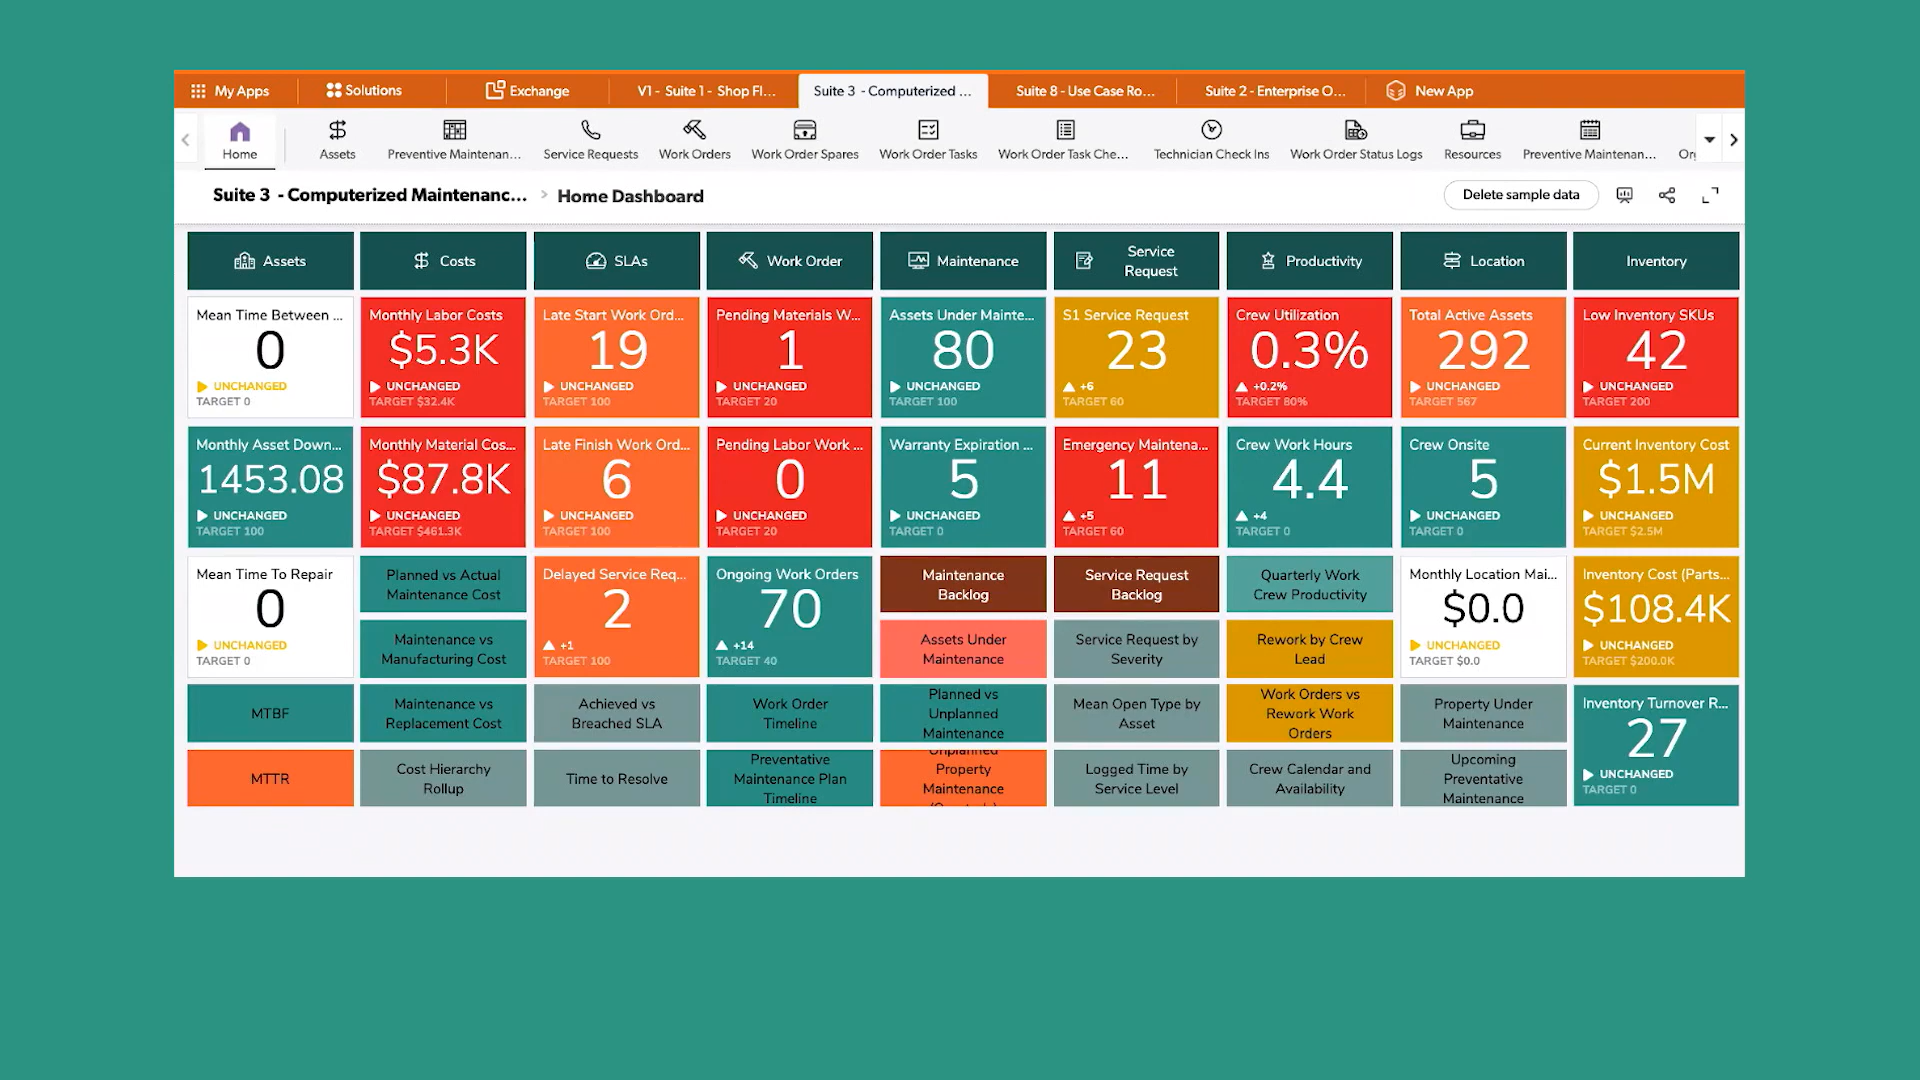 My Apps
Solutions
Exchange
V1 - Suite 1 - Shop Fl...
Suite 3 - Computerized ...
Suite 8 - Use Case Ro...
Suite 2 - Enterprise O...
New App
Home
Assets
Preventive Maintenan...
Service Requests
Work Orders
Work Order Spares
Work Order Tasks
Work Order Task Che...
Technician Check Ins
Work Order Status Logs
Resources
Preventive Maintenan...
Suite 3 - Computerized Maintenanc...
Home Dashboard
Delete sample data
Assets
Costs
SLAs
Work Order
Maintenance
Service
Request
Productivity
Location
Inventory
Mean Time Between ...
0
UNCHANGED
TARGET 0
Monthly Labor Costs
$5.3K
UNCHANGED
TARGET $32.4K
Late Start Work Ord...
19
UNCHANGED
TARGET 100
Pending Materials W...
1
UNCHANGED
TARGET 20
Assets Under Mainte...
80
UNCHANGED
TARGET 100
S1 Service Request
23
+6
TARGET 60
Crew Utilization
0.3%
+0.2%
TARGET 80%
Total Active Assets
292
UNCHANGED
TARGET 567
Low Inventory SKUs
42
UNCHANGED
TARGET 200
Monthly Asset Down...
1453.08
UNCHANGED
TARGET 100
Monthly Material Cos...
$87.8K
UNCHANGED
TARGET $461.3K
Late Finish Work Ord...
6
UNCHANGED
TARGET 100
Pending Labor Work ...
0
UNCHANGED
TARGET 20
Warranty Expiration ...
5
UNCHANGED
TARGET 0
Emergency Maintena...
11
+5
TARGET 60
Crew Work Hours
4.4
+4
TARGET 0
Crew Onsite
5
UNCHANGED
TARGET 0
Current Inventory Cost
$1.5M
UNCHANGED
TARGET $2.5M
Mean Time To Repair
0
UNCHANGED
TARGET 0
Planned vs Actual
Maintenance Cost
Maintenance vs
Manufacturing Cost
Delayed Service Req...
2
+1
TARGET 100
Ongoing Work Orders
70
+14
TARGET 40
Maintenance
Backlog
Assets Under
Maintenance
Service Request
Backlog
Service Request by
Severity
Quarterly Work
Crew Productivity
Rework by Crew
Lead
Monthly Location Mai...
$0.0
UNCHANGED
TARGET $0.0
Inventory Cost (Parts...
$108.4K
UNCHANGED
TARGET $200.0K
MTBF
Maintenance vs
Replacement Cost
Achieved vs
Breached SLA
Work Order
Timeline
Planned vs
Unplanned
Maintenance
Mean Open Type by
Asset
Work Orders vs
Rework Work
Orders
Property Under
Maintenance
Inventory Turnover R...
27
UNCHANGED
TARGET 0
MTTR
Cost Hierarchy
Rollup
Time to Resolve
Preventative
Maintenance Plan
Timeline
Unplanned
Property
Maintenance
Logged Time by
Service Level
Crew Calendar and
Availability
Upcoming
Preventative
Maintenance